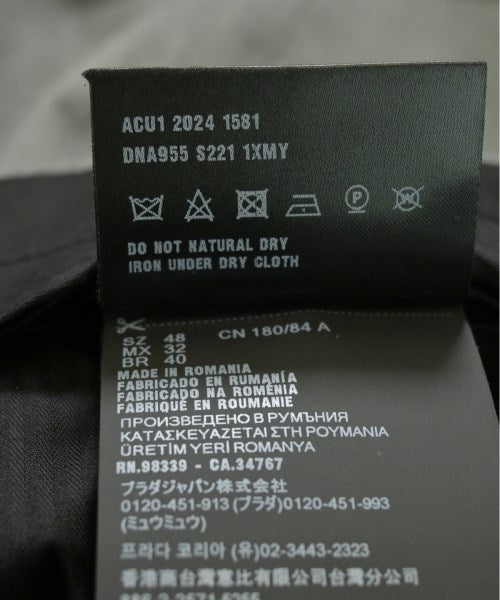 ACU1 2024 1581
DNA955 S221 1XMY
P
W
DO NOT NATURAL DRY
IRON UNDER DRY CLOTH
SZ 48 CN 180/84 A
MX 32
BR 40
MADE IN ROMANIA
FABRICADO EN RUMANÍA
FABRICADO NA ROMÉNIA
FABRIQUÉ EN ROUMANIE
ПРОИЗВЕДЕНО В РУМЪНИЯ
ΚΑΤΑΣΚΕΥΑΖΕΤΑΙ ΣΤΗ ΡΟΥΜΑΝΙΑ
ÜRETİM YERİ ROMANYA
RN.98339 - CA.34767
プラダジャパン株式会社
0120-451-913 (プラダ)0120-451-993
(ミュウミュウ)
프라다 코리아 (유)02-3443-2323
香港商台灣意比有限公司台灣分公司